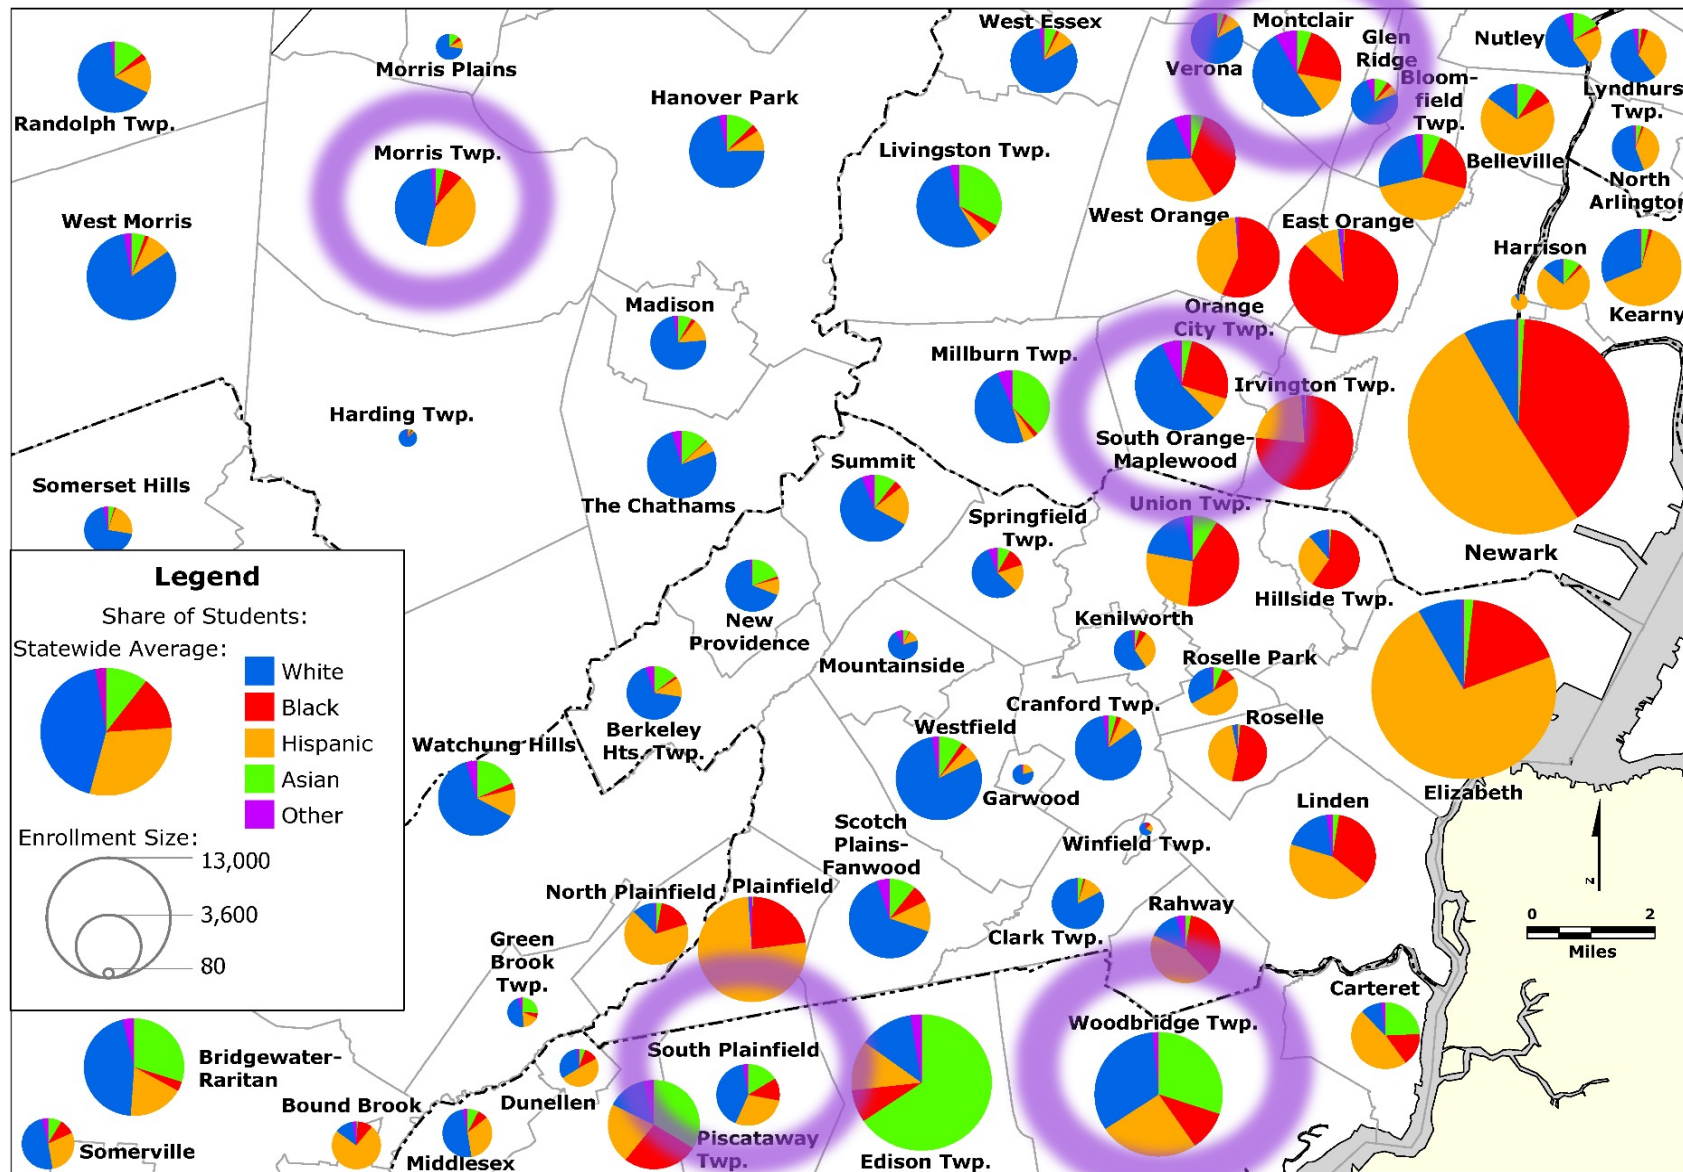 West Essex
Montclair
Glen
Ridge
Nutley
Verona
Bloom-
field
Twp.
Lyndhurs
Twp.
Morris Plains
Randolph Twp.
Hanover Park
Morris Twp.
Livingston Twp.
Belleville
North
Arlington
West Morris
West Orange
East Orange
Harrison
Kearny
Madison
Orange
City Twp.
Millburn Twp.
Irvington Twp.
Harding Twp.
South Orange-
Maplewood
Summit
Somerset Hills
The Chathams
Springfield
Twp.
Union Twp.
Newark
Hillside Twp.
New
Providence
Kenilworth
Mountainside
Roselle Park
Berkeley
Hts. Twp.
Cranford Twp.
Roselle
Westfield
Watchung Hills
Garwood
Elizabeth
Linden
Scotch
Plains-
Fanwood
Winfield Twp.
North Plainfield
Plainfield
Clark Twp.
Rahway
Green
Brook
Twp.
Carteret
Woodbridge Twp.
South Plainfield
Bridgewater-
Raritan
Bound Brook
Dunellen
Piscataway
Twp.
Edison Twp.
Somerville
Middlesex
Legend
Share of Students:
Statewide Average:
White
Black
Hispanic
Asian
Other
Enrollment Size:
13,000
3,600
80
N
0 2
Miles